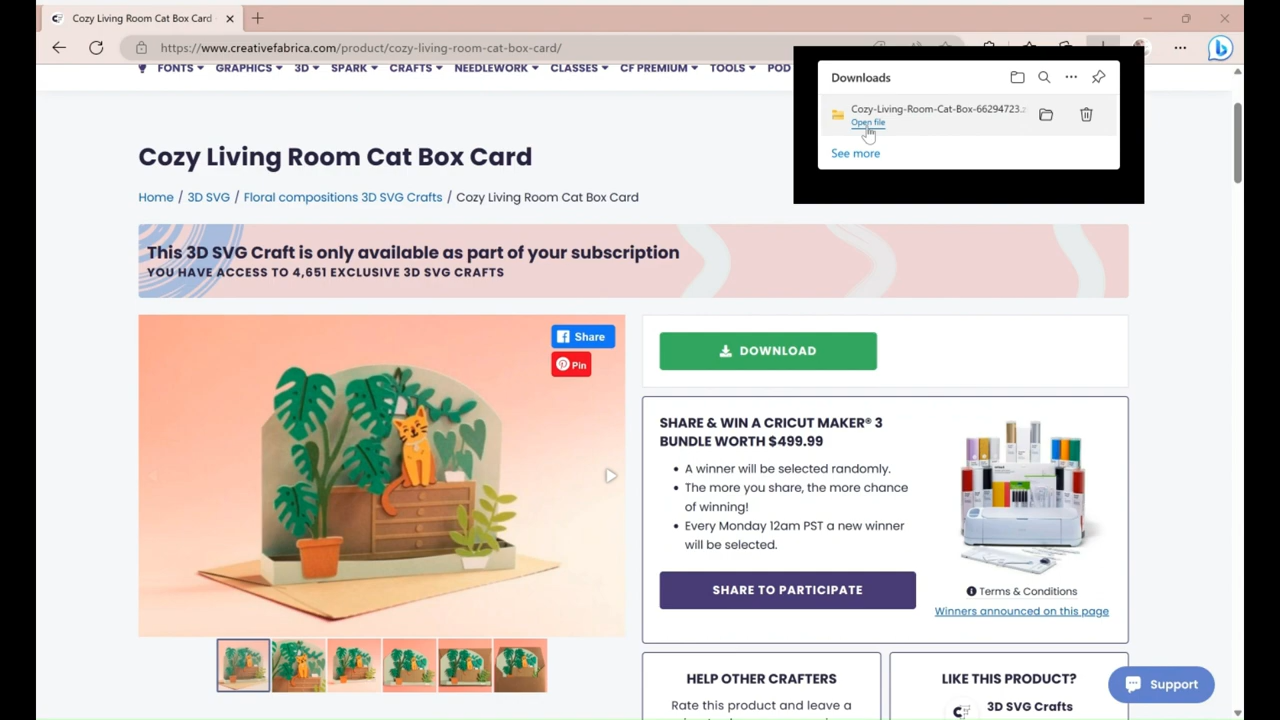 Cozy Living Room Cat Box Card
https://www.creativefabrica.com/product/cozy-living-room-cat-box-card/
FONTS GRAPHICS 3D SPARK CRAFTS NEEDLEWORK CLASSES CF PREMIUM TOOLS POD
Downloads
Cozy-Living-Room-Cat-Box-66294723.z
Open file
See more
Cozy Living Room Cat Box Card
Home / 3D SVG / Floral compositions 3D SVG Crafts / Cozy Living Room Cat Box Card
This 3D SVG Craft is only available as part of your subscription
YOU HAVE ACCESS TO 4,651 EXCLUSIVE 3D SVG CRAFTS
Share
Pin
DOWNLOAD
SHARE & WIN A CRICUT MAKER® 3
BUNDLE WORTH $499.99
• A winner will be selected randomly.
• The more you share, the more chance
of winning!
• Every Monday 12am PST a new winner
will be selected.
SHARE TO PARTICIPATE
Terms & Conditions
Winners announced on this page
HELP OTHER CRAFTERS
Rate this product and leave a
LIKE THIS PRODUCT?
3D SVG Crafts
Support